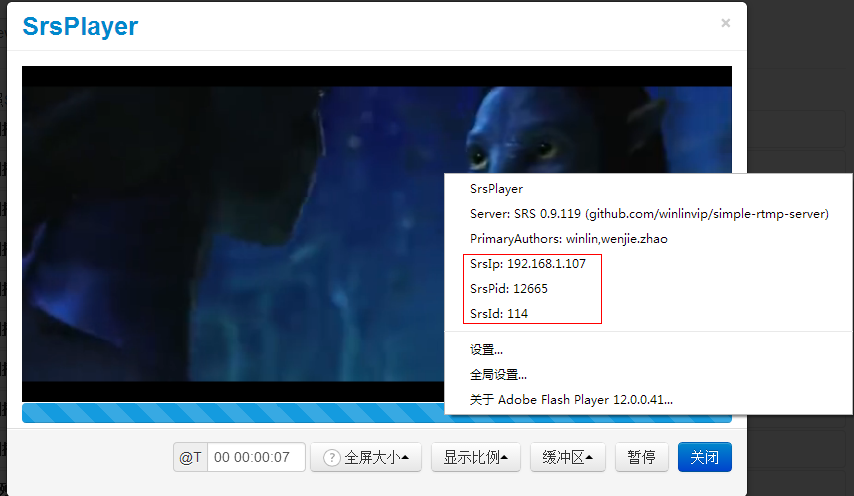 SrsPlayer
×
SrsPlayer
Server: SRS 0.9.119 (github.com/winlinvip/simple-rtmp-server)
PrimaryAuthors: winlin,wenjie.zhao
SrsIp: 192.168.1.107
SrsPid: 12665
SrsId: 114
设置...
全局设置...
关于 Adobe Flash Player 12.0.0.41...
@T 00 00:00:07 ? 全屏大小 显示比例 缓冲区 暂停 关闭